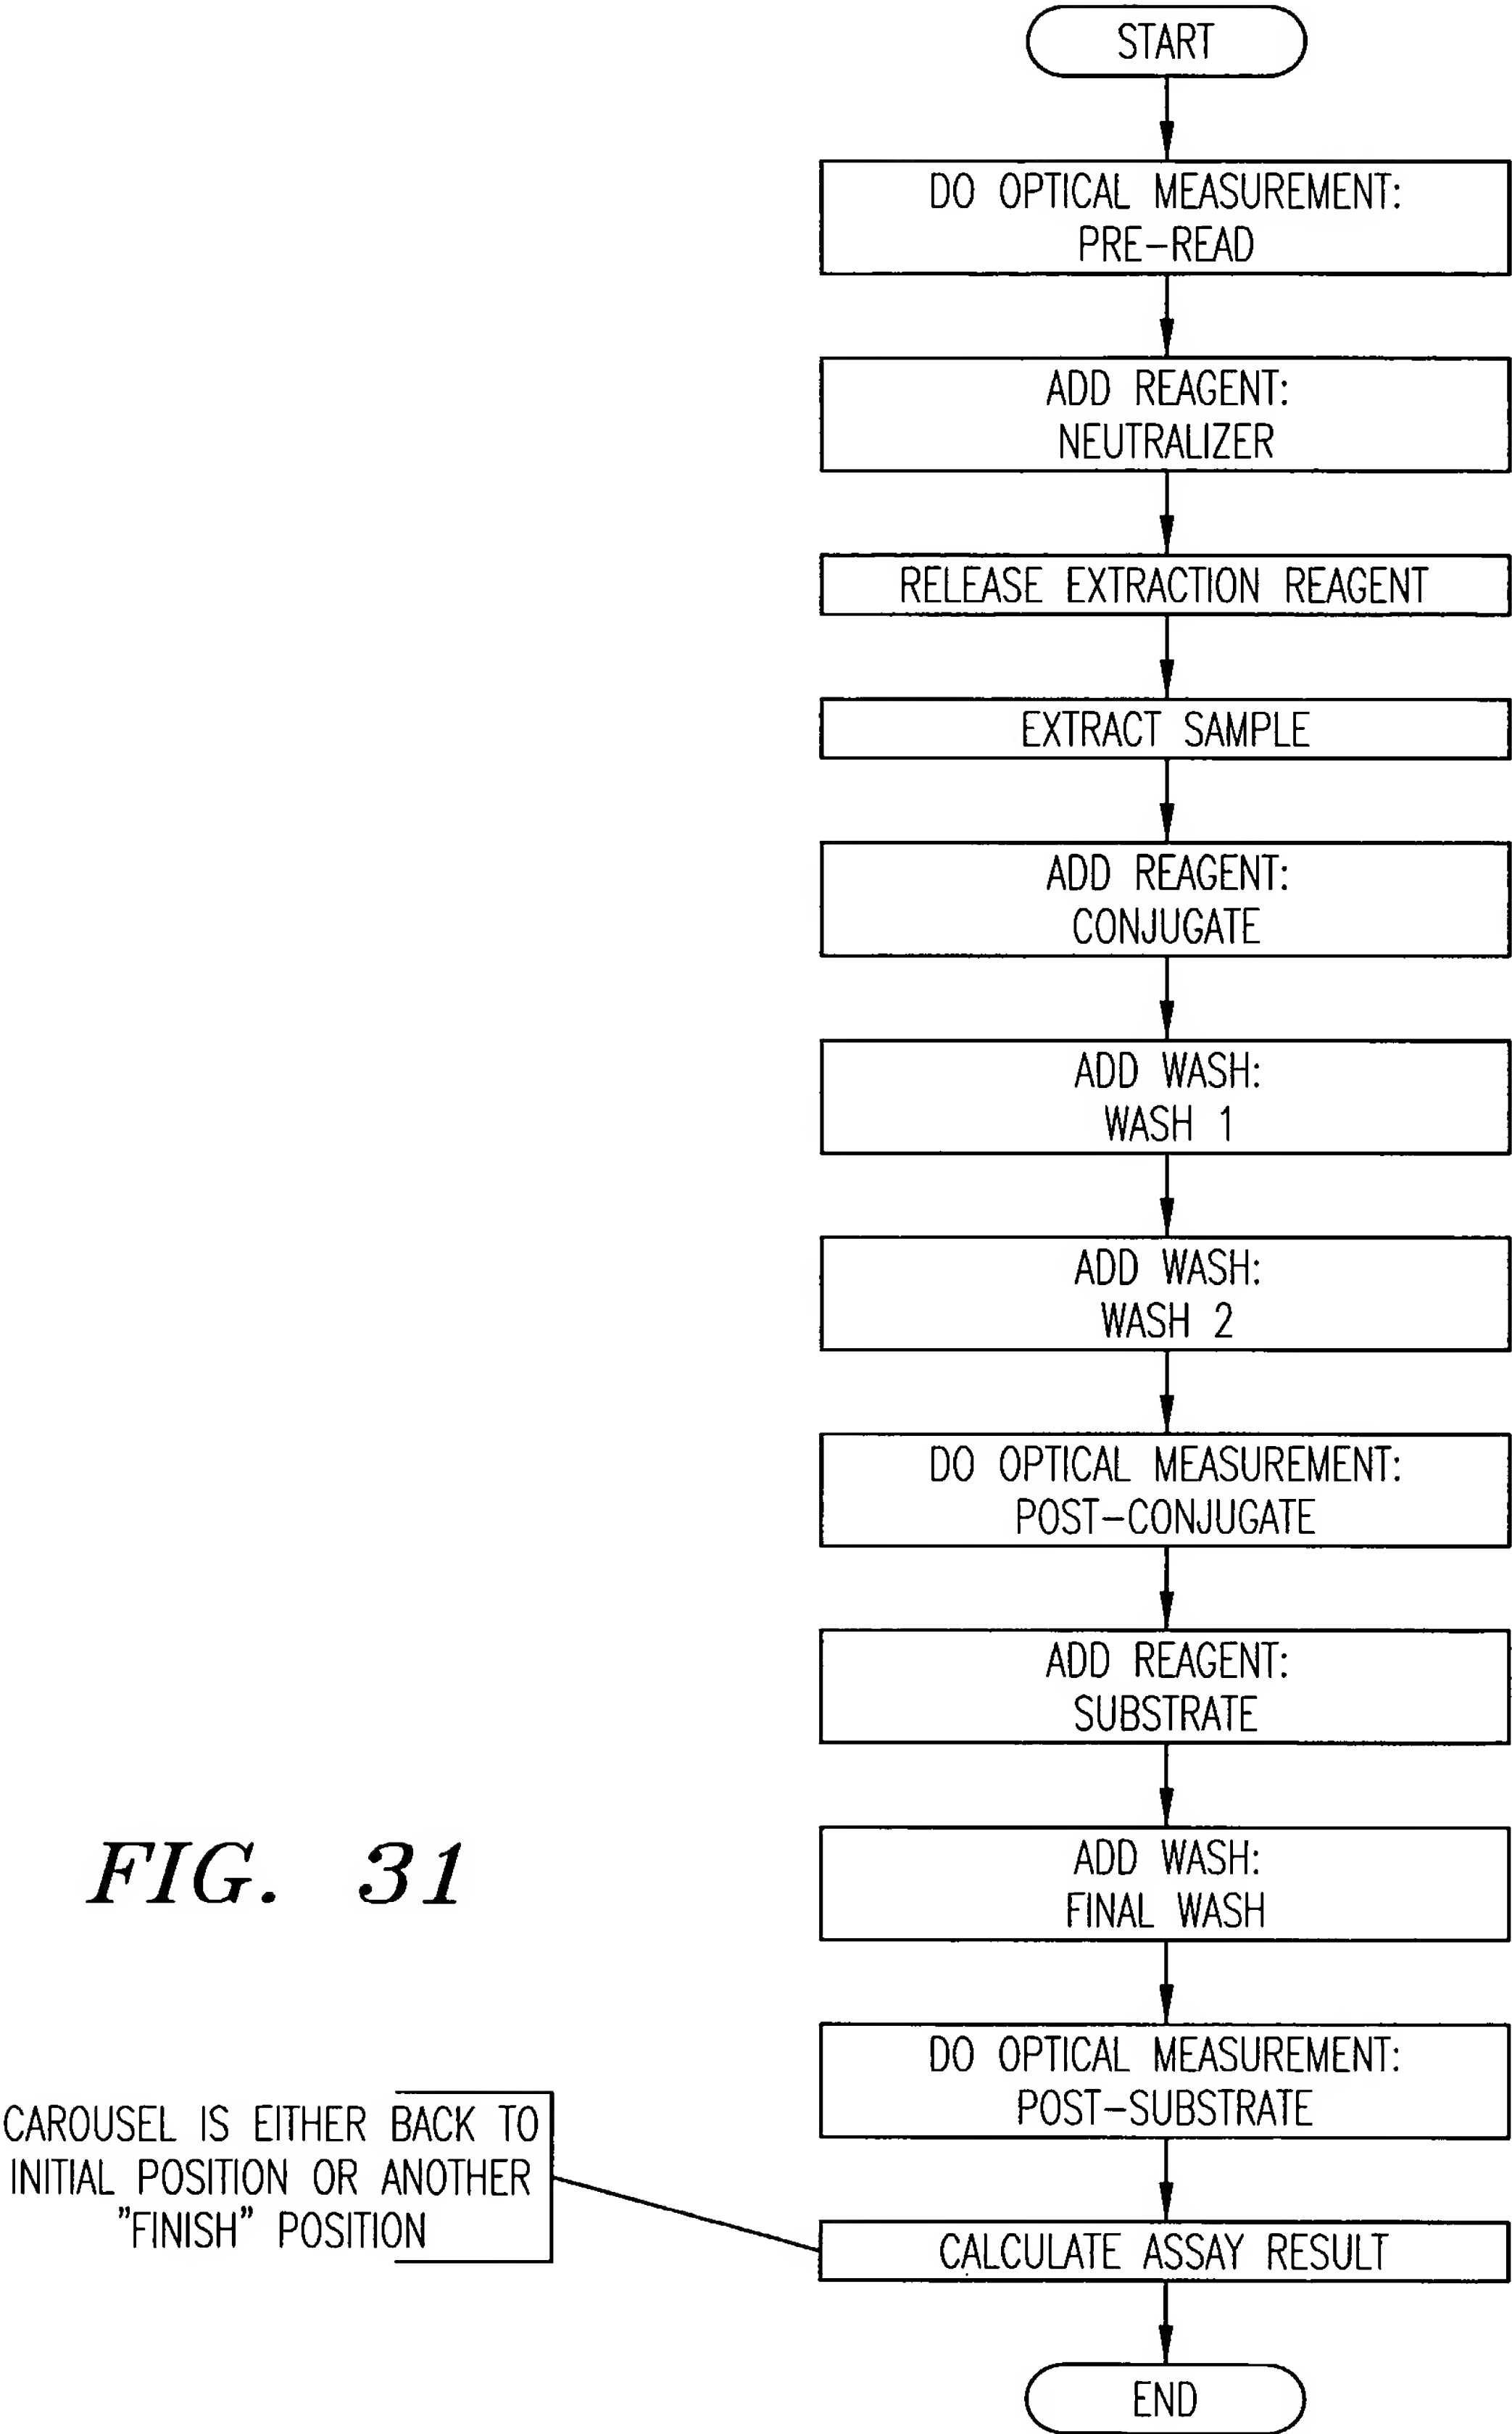 START
DO OPTICAL MEASUREMENT:
PRE-READ
ADD REAGENT:
NEUTRALIZER
RELEASE EXTRACTION REAGENT
EXTRACT SAMPLE
ADD REAGENT:
CONJUGATE
ADD WASH:
WASH 1
ADD WASH:
WASH 2
DO OPTICAL MEASUREMENT:
POST-CONJUGATE
ADD REAGENT:
SUBSTRATE
ADD WASH:
FINAL WASH
DO OPTICAL MEASUREMENT:
POST-SUBSTRATE
CALCULATE ASSAY RESULT
END
CAROUSEL IS EITHER BACK TO
INITIAL POSITION OR ANOTHER
"FINISH" POSITION
FIG. 31